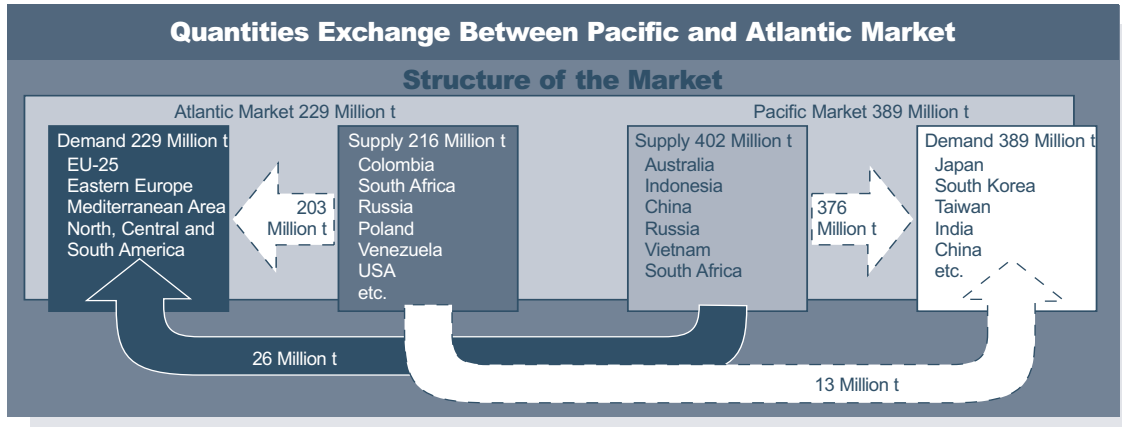 Quantities Exchange Between Pacific and Atlantic Market
Structure of the Market
Atlantic Market 229 Million t
Pacific Market 389 Million t
Demand 229 Million t
EU-25
Eastern Europe
Mediterranean Area
North, Central and
South America
203
Million t
Supply 216 Million t
Colombia
South Africa
Russia
Poland
Venezuela
USA
etc.
Supply 402 Million t
Australia
Indonesia
China
Russia
Vietnam
South Africa
376
Million t
Demand 389 Million t
Japan
South Korea
Taiwan
India
China
etc.
26 Million t
13 Million t